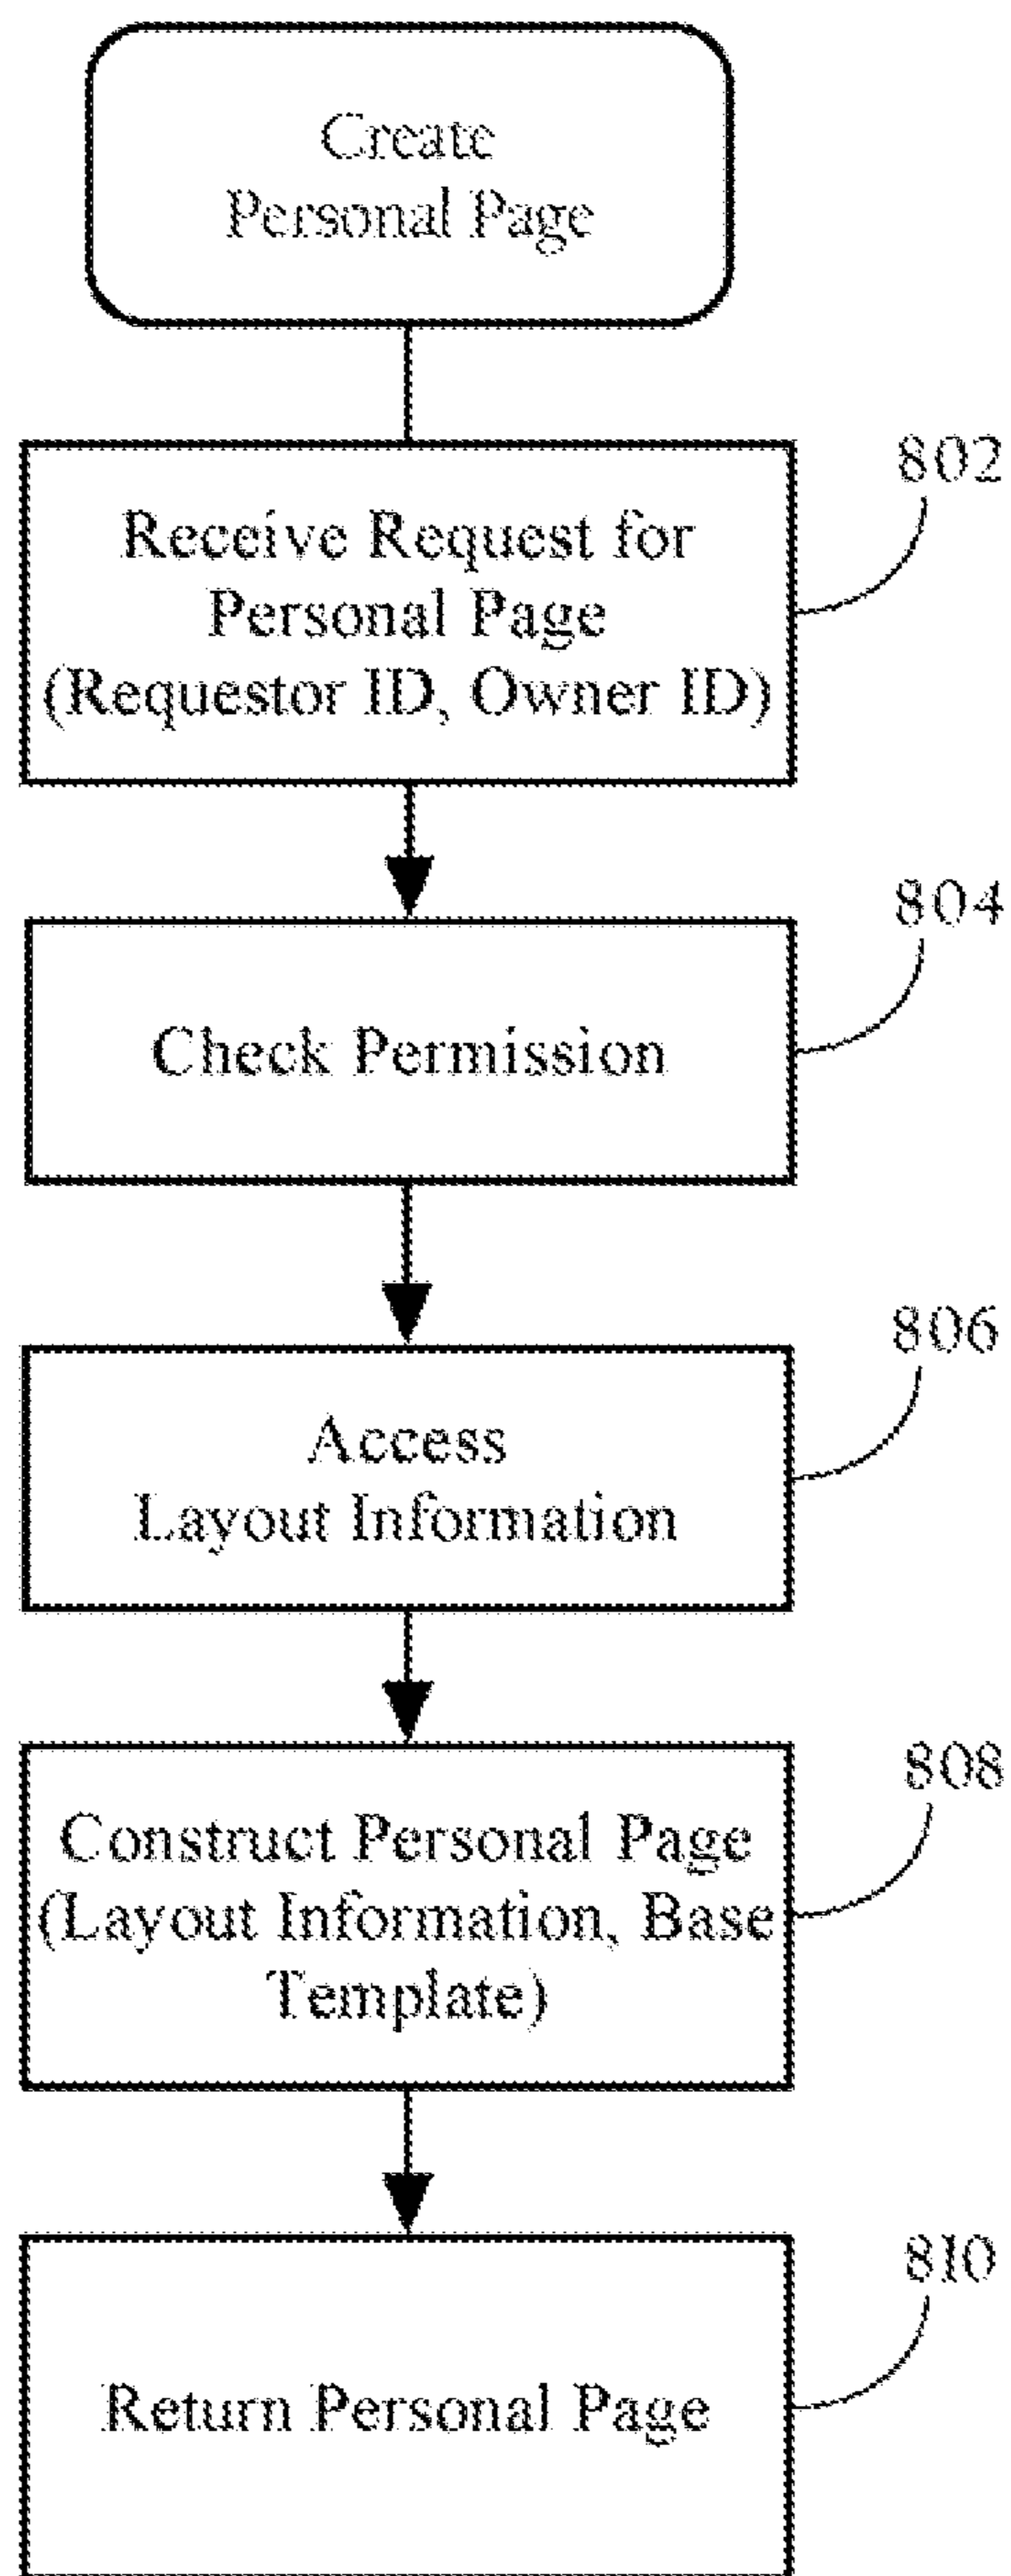 Create
Personal Page
802
Receive Request for
Personal Page
(Requestor ID, Owner ID)
804
Check Permission
806
Access
Layout Information
808
Construct Personal Page
(Layout Information, Base
Template)
810
Return Personal Page